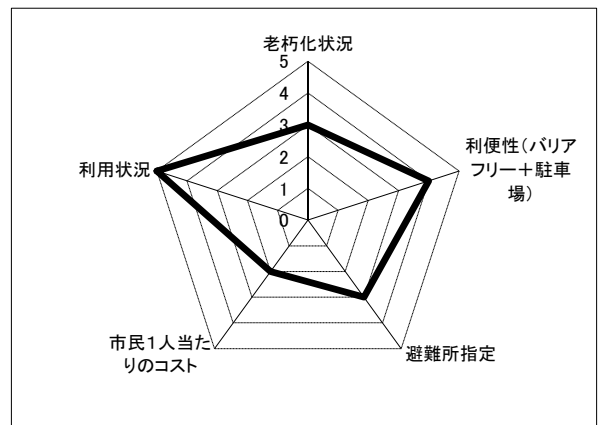 老朽化状況
5
4
3
2
1
0
利便性(バリア
フリー+駐車
場)
利用状況
市民1人当た
りのコスト
避難所指定